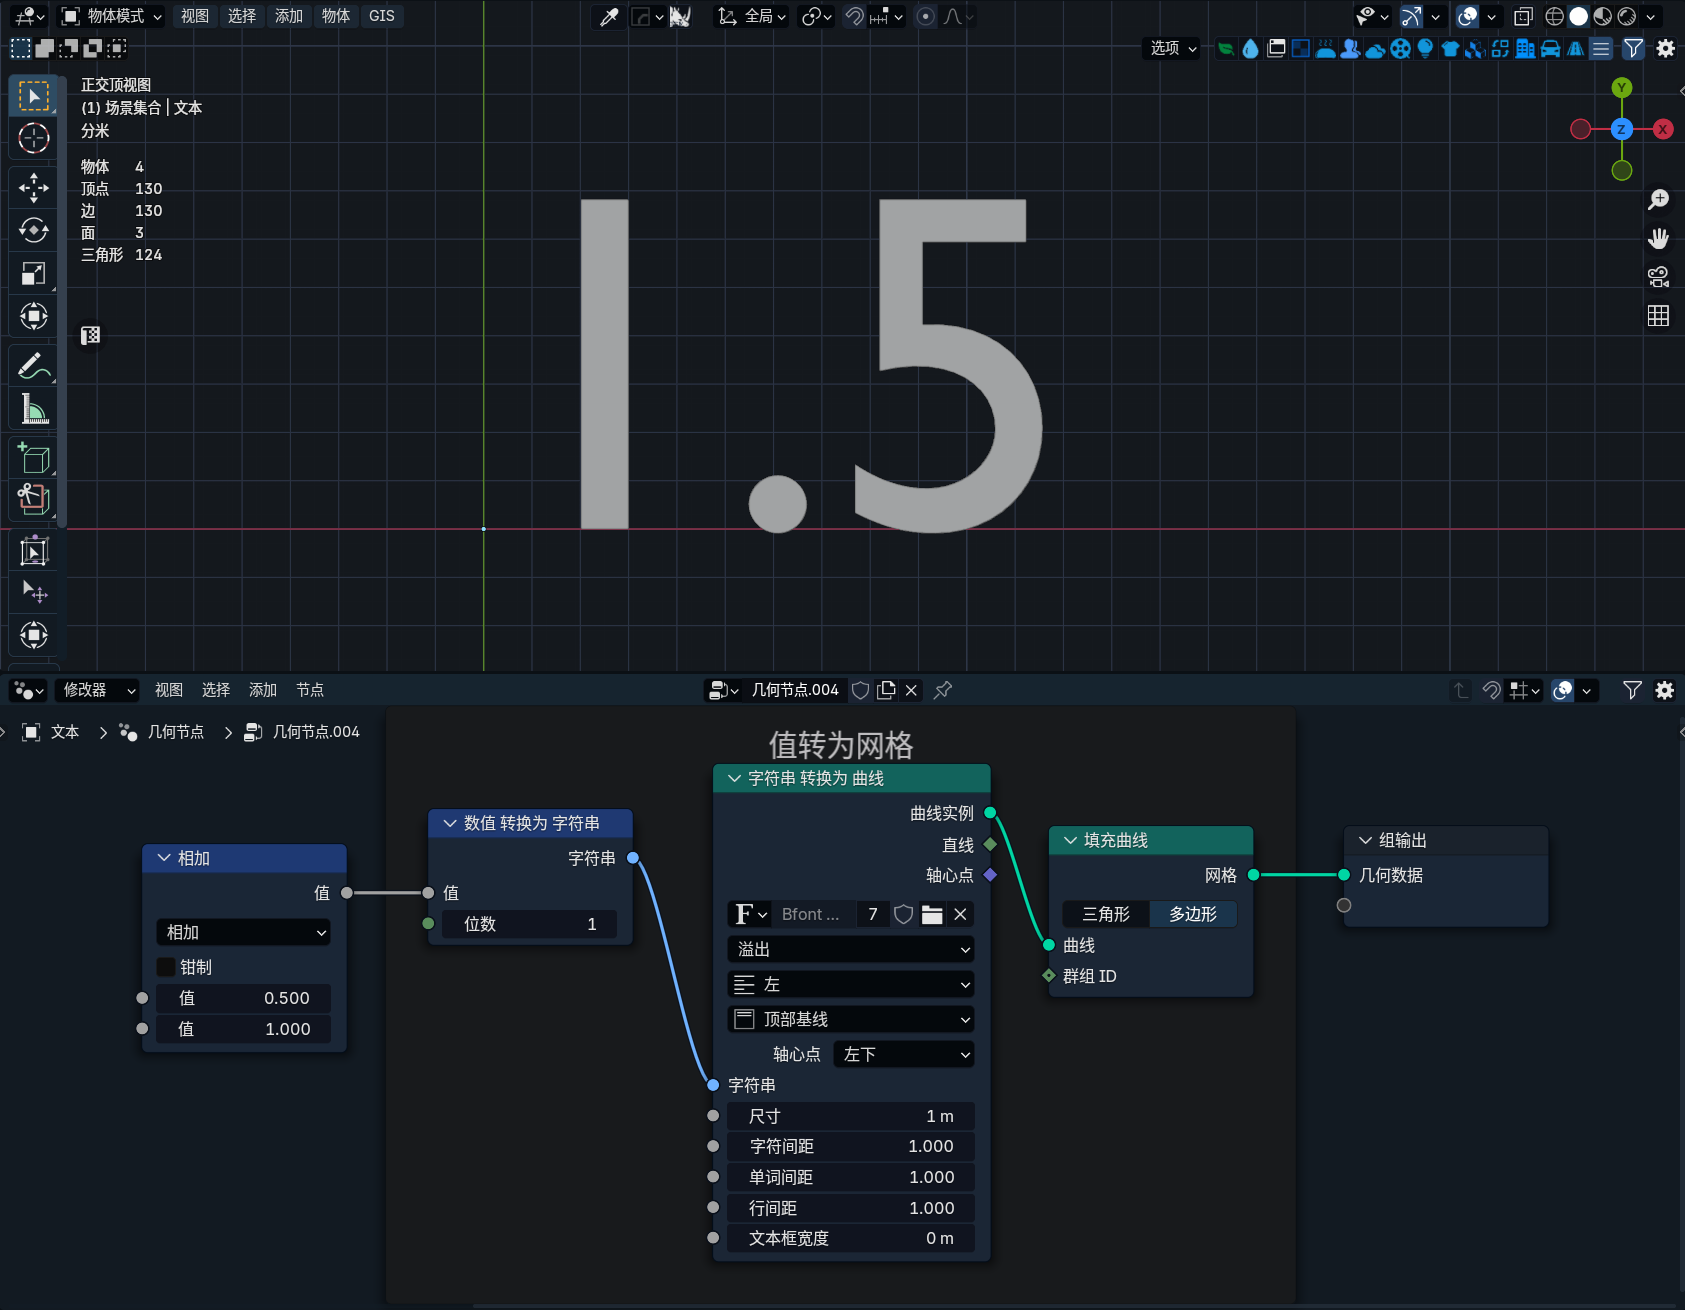 物体模式 视图 选择 添加 物体 GIS 全局
选项
正交顶视图
(1) 场景集合 | 文本
分米
物体 4
顶点 130
边 130
面 3
三角形 124
Y
Z
X
1.5
修改器 视图 选择 添加 节点 几何节点.004
文本 几何节点 几何节点.004
值转为网格
相加
值
相加
钳制
值 0.500
值 1.000
数值 转换为 字符串
字符串
值
位数 1
字符串 转换为 曲线
曲线实例
直线
轴心点
F Bfont ... 7
溢出
左
顶部基线
轴心点 左下
字符串
尺寸 1 m
字符间距 1.000
单词间距 1.000
行间距 1.000
文本框宽度 0 m
填充曲线
网格
三角形 多边形
曲线
群组 ID
组输出
几何数据